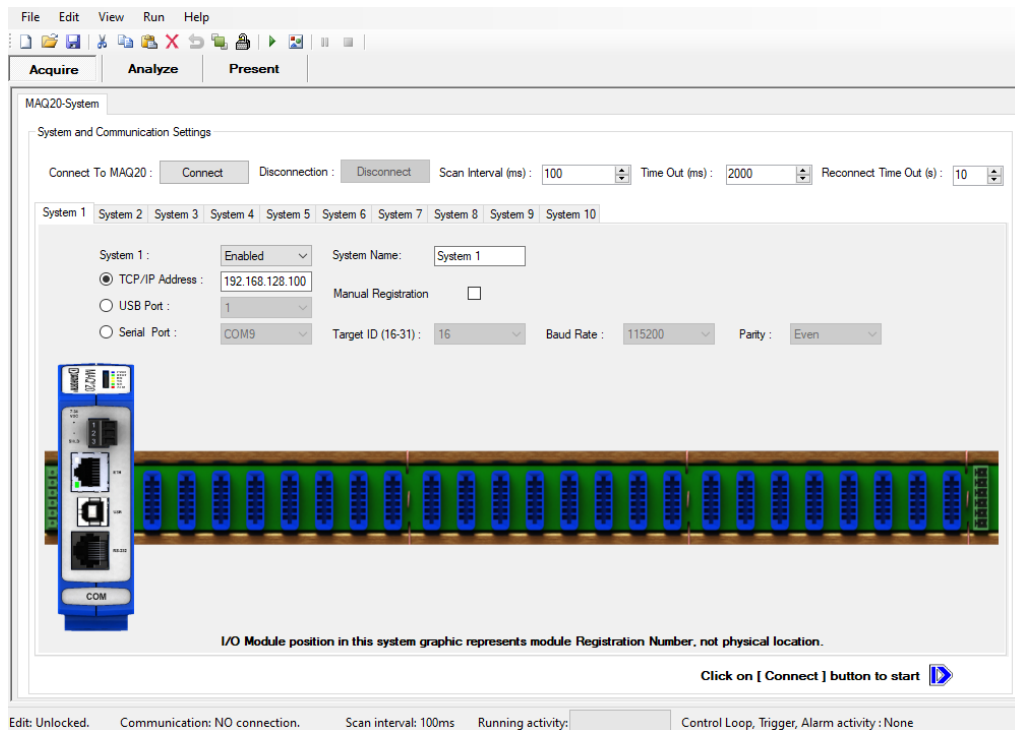 File Edit View Run Help
Acquire Analyze Present
MAQ20-System
System and Communication Settings
Connect To MAQ20 : Connect Disconnection : Disconnect Scan Interval (ms) : 100 Time Out (ms) : 2000 Reconnect Time Out (s) : 10
System 1 System 2 System 3 System 4 System 5 System 6 System 7 System 8 System 9 System 10
System 1 : Enabled System Name: System 1
TCP/IP Address : 192.168.128.100
Manual Registration
USB Port : 1
Serial Port : COM9 Target ID (16-31) : 16 Baud Rate : 115200 Parity : Even
MAQ20
1
2
3
COM
I/O Module position in this system graphic represents module Registration Number, not physical location.
Click on [ Connect ] button to start
Edit: Unlocked. Communication: NO connection. Scan interval: 100ms Running activity: Control Loop, Trigger, Alarm activity : None